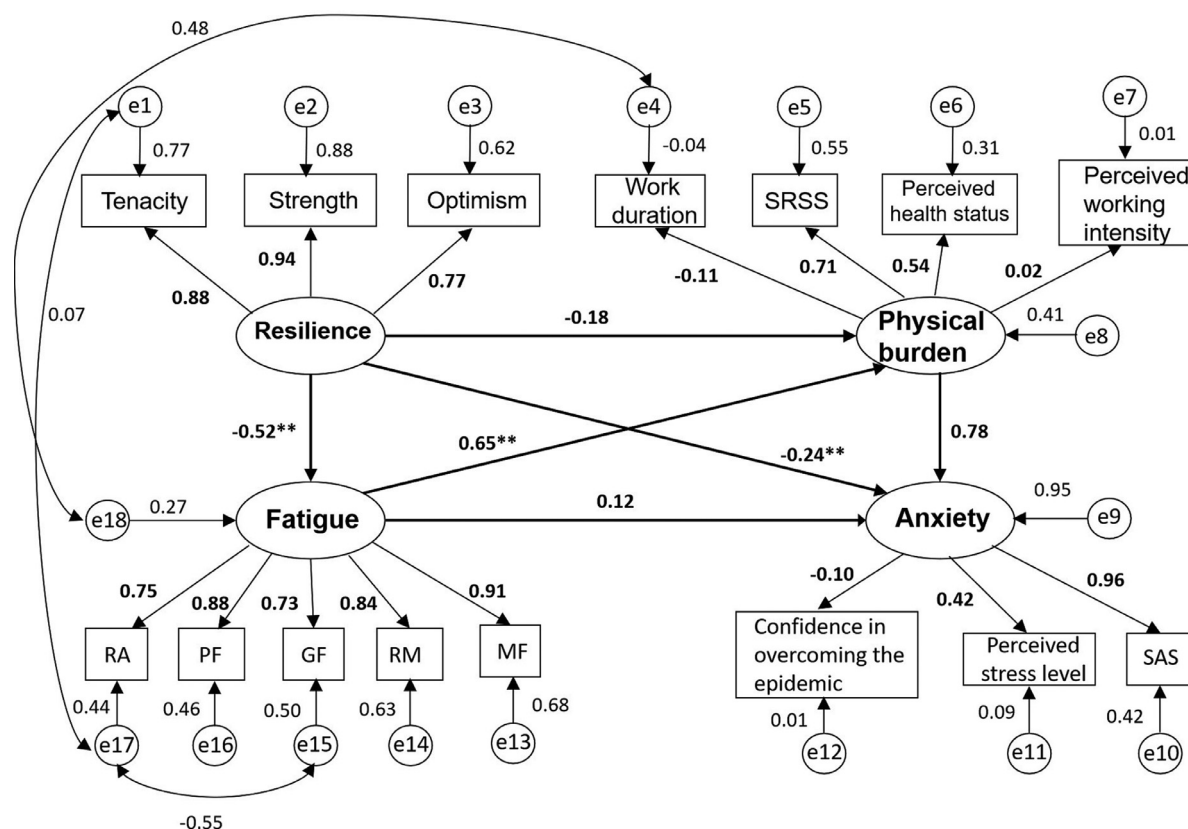 0.48
e1
e2
e3
e4
e5
e6
e7
0.77
0.88
0.62
-0.04
0.55
0.31
0.01
Tenacity
Strength
Optimism
Work
duration
SRSS
Perceived
health status
Perceived
working
intensity
0.88
0.94
0.77
-0.11
0.71
0.54
0.02
0.07
Resilience
-0.18
Physical
burden
0.41
e8
-0.52**
0.65**
-0.24**
0.78
e18
0.27
Fatigue
0.12
Anxiety
0.95
e9
0.75
0.88
0.73
0.84
0.91
-0.10
0.42
0.96
RA
PF
GF
RM
MF
Confidence in
overcoming the
epidemic
Perceived
stress level
SAS
0.44
0.46
0.50
0.63
0.68
0.01
0.09
0.42
e17
e16
e15
e14
e13
e12
e11
e10
-0.55